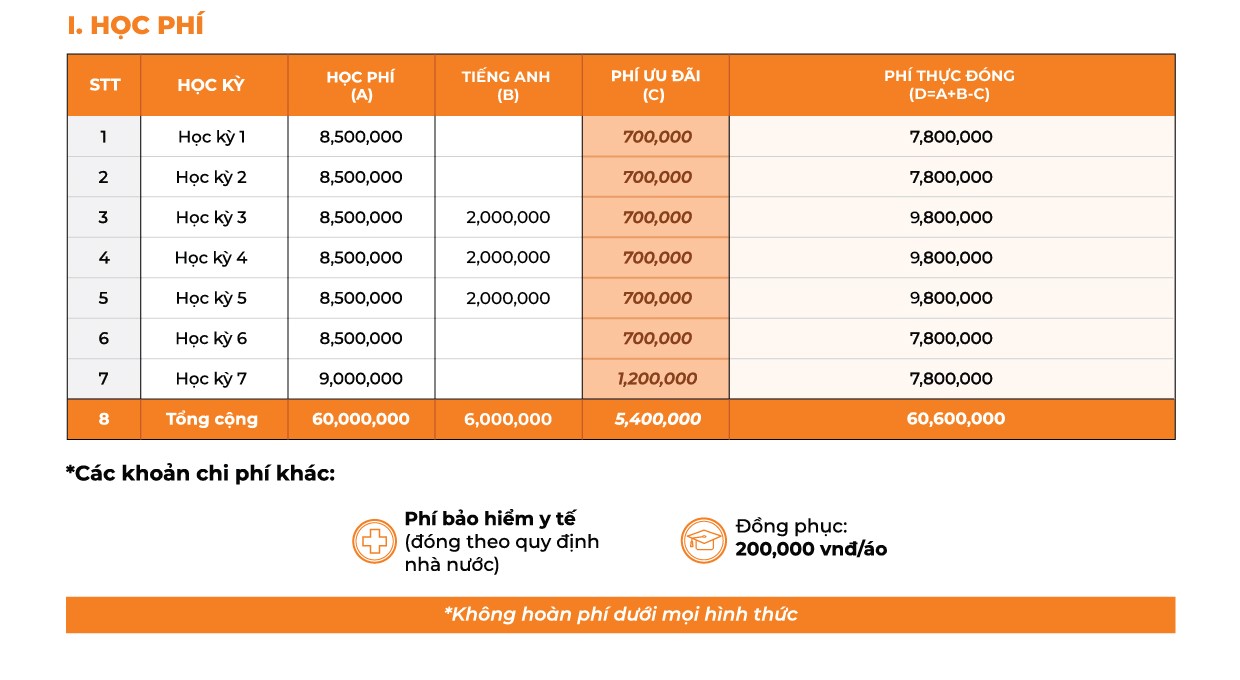 I. HỌC PHÍ
STT HỌC KỲ HỌC PHÍ (A) TIẾNG ANH (B) PHÍ ƯU ĐÃI (C) PHÍ THỰC ĐÓNG (D=A+B-C)
1 Học kỳ 1 8,500,000 700,000 7,800,000
2 Học kỳ 2 8,500,000 700,000 7,800,000
3 Học kỳ 3 8,500,000 2,000,000 700,000 9,800,000
4 Học kỳ 4 8,500,000 2,000,000 700,000 9,800,000
5 Học kỳ 5 8,500,000 2,000,000 700,000 9,800,000
6 Học kỳ 6 8,500,000 700,000 7,800,000
7 Học kỳ 7 9,000,000 1,200,000 7,800,000
8 Tổng cộng 60,000,000 6,000,000 5,400,000 60,600,000
*Các khoản chi phí khác:
Phí bảo hiểm y tế
(đóng theo quy định
nhà nước)
Đồng phục:
200,000 vnđ/áo
*Không hoàn phí dưới mọi hình thức